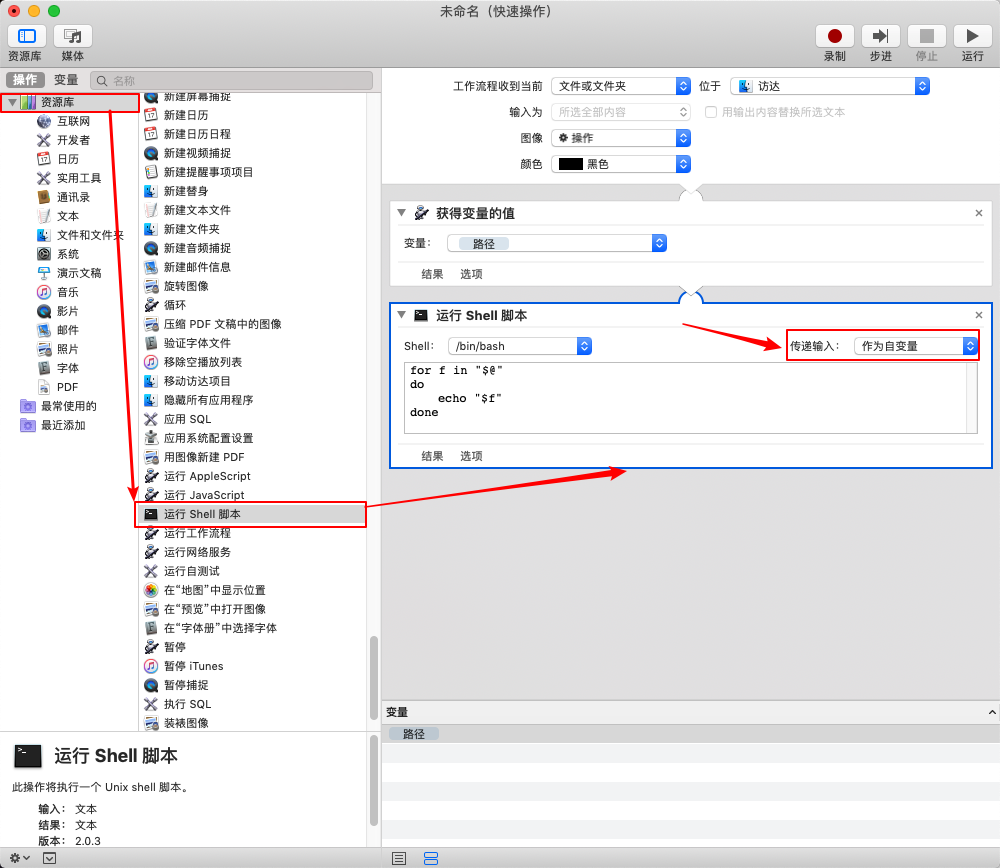 未命名（快速操作）
资源库
媒体
录制
步进
停止
运行
操作
变量
名称
资源库
互联网
开发者
日历
实用工具
通讯录
文本
文件和文件夹
系统
演示文稿
音乐
影片
邮件
照片
字体
PDF
最常使用的
最近添加
新建屏幕捕捉
新建日历
新建日历日程
新建视频捕捉
新建提醒事项项目
新建替身
新建文本文件
新建文件夹
新建音频捕捉
新建邮件信息
旋转图像
循环
压缩 PDF 文稿中的图像
验证字体文件
移除空播放列表
移动访达项目
隐藏所有应用程序
应用 SQL
应用系统配置设置
用图像新建 PDF
运行 AppleScript
运行 JavaScript
运行 Shell 脚本
运行工作流程
运行网络服务
运行自测试
在“地图”中显示位置
在“预览”中打开图像
在“字体册”中选择字体
暂停
暂停 iTunes
暂停捕捉
执行 SQL
装裱图像
运行 Shell 脚本
此操作将执行一个 Unix shell 脚本。
输入： 文本
结果： 文本
版本： 2.0.3
工作流程收到当前 文件或文件夹 位于 访达
输入为 所选全部内容 用输出内容替换所选文本
图像 操作
颜色 黑色
获得变量的值
变量： 路径
结果 选项
运行 Shell 脚本
Shell: /bin/bash 传递输入： 作为自变量
for f in "$@"
do
echo "$f"
done
结果 选项
变量
路径